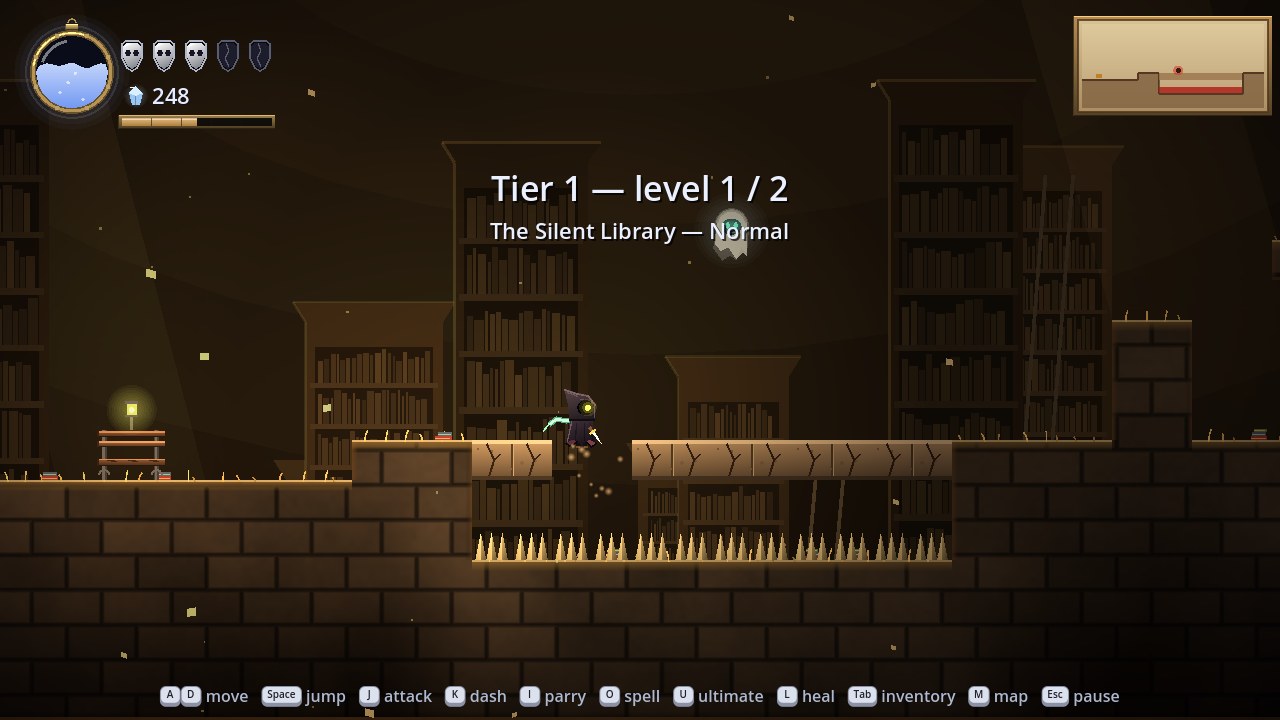 248
Tier 1 — level 1 / 2
The Silent Library — Normal
A D move Space jump J attack K dash I parry O spell U ultimate L heal Tab inventory M map Esc pause